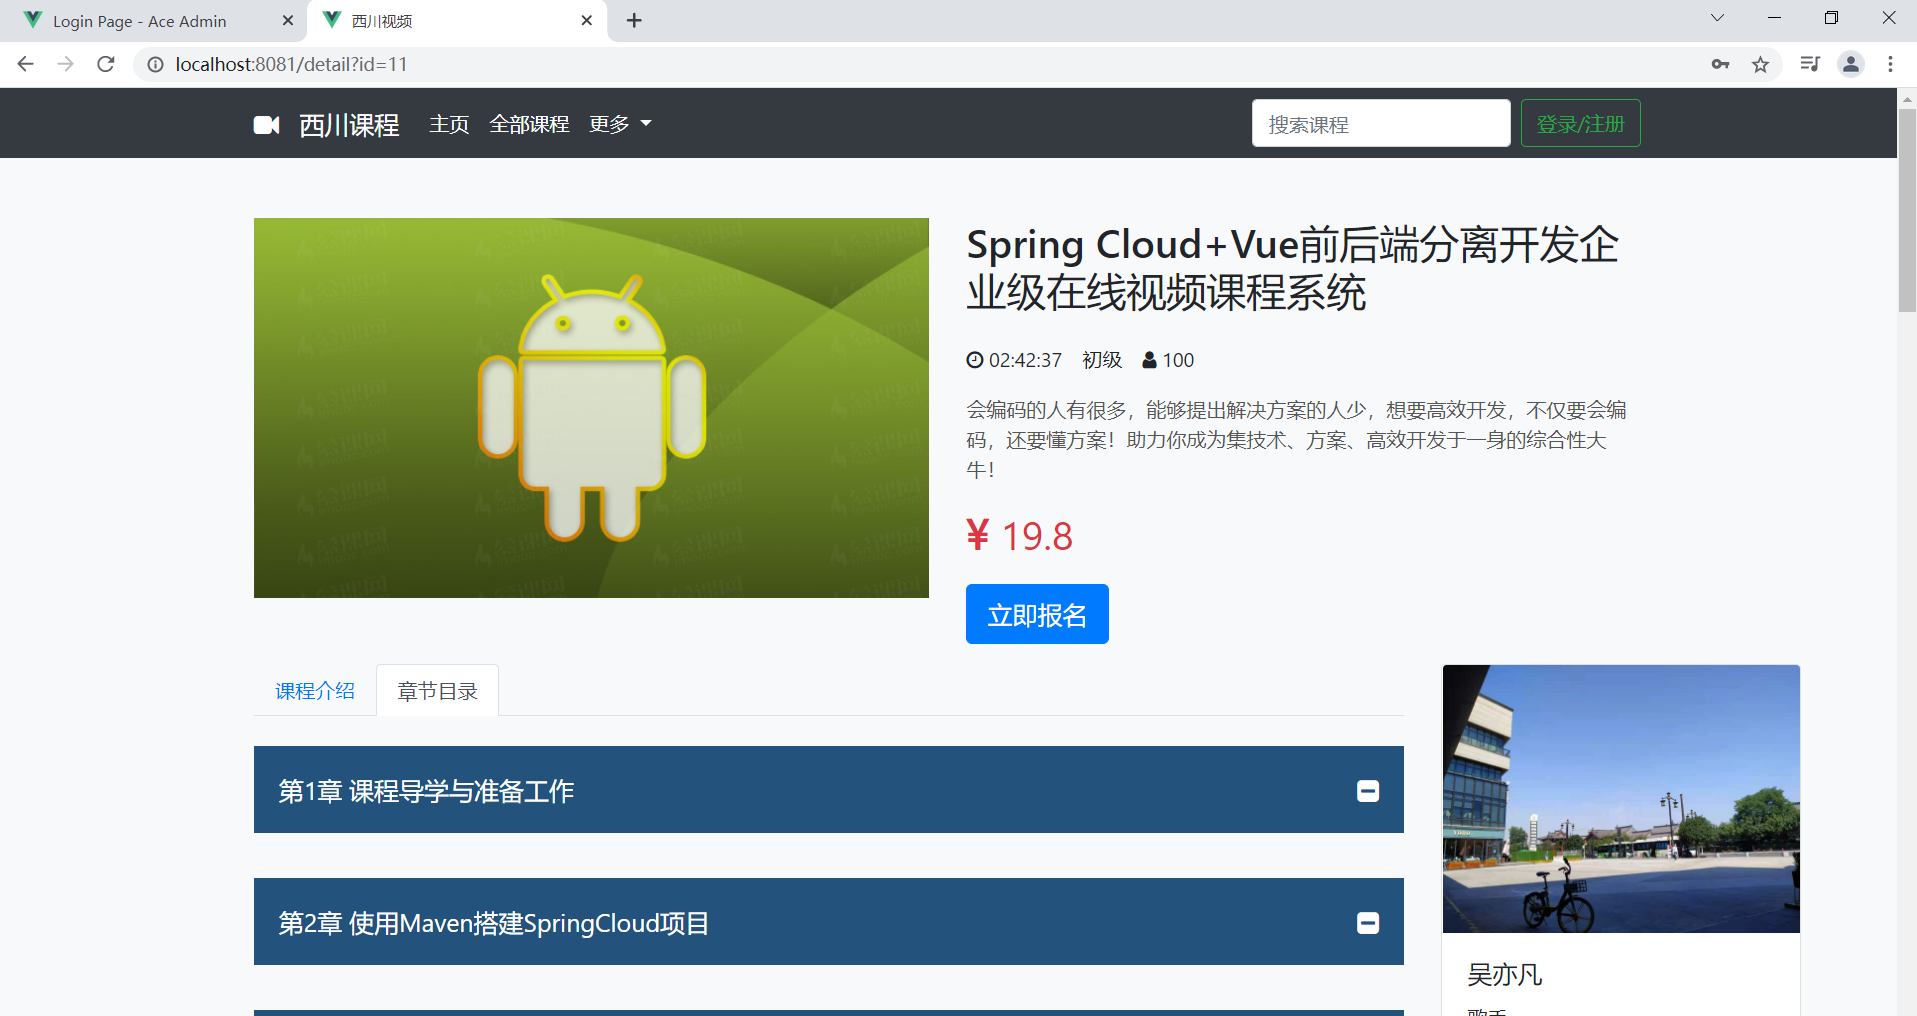 Login Page - Ace Admin
西川视频
localhost:8081/detail?id=11
西川课程
主页
全部课程
更多
搜索课程
登录/注册
Spring Cloud+Vue前后端分离开发企
业级在线视频课程系统
02:42:37 初级 100
会编码的人有很多，能够提出解决方案的人少，想要高效开发，不仅要会编
码，还要懂方案！助力你成为集技术、方案、高效开发于一身的综合性大
牛！
¥ 19.8
立即报名
课程介绍
章节目录
第1章 课程导学与准备工作
第2章 使用Maven搭建SpringCloud项目
吴亦凡
歌手